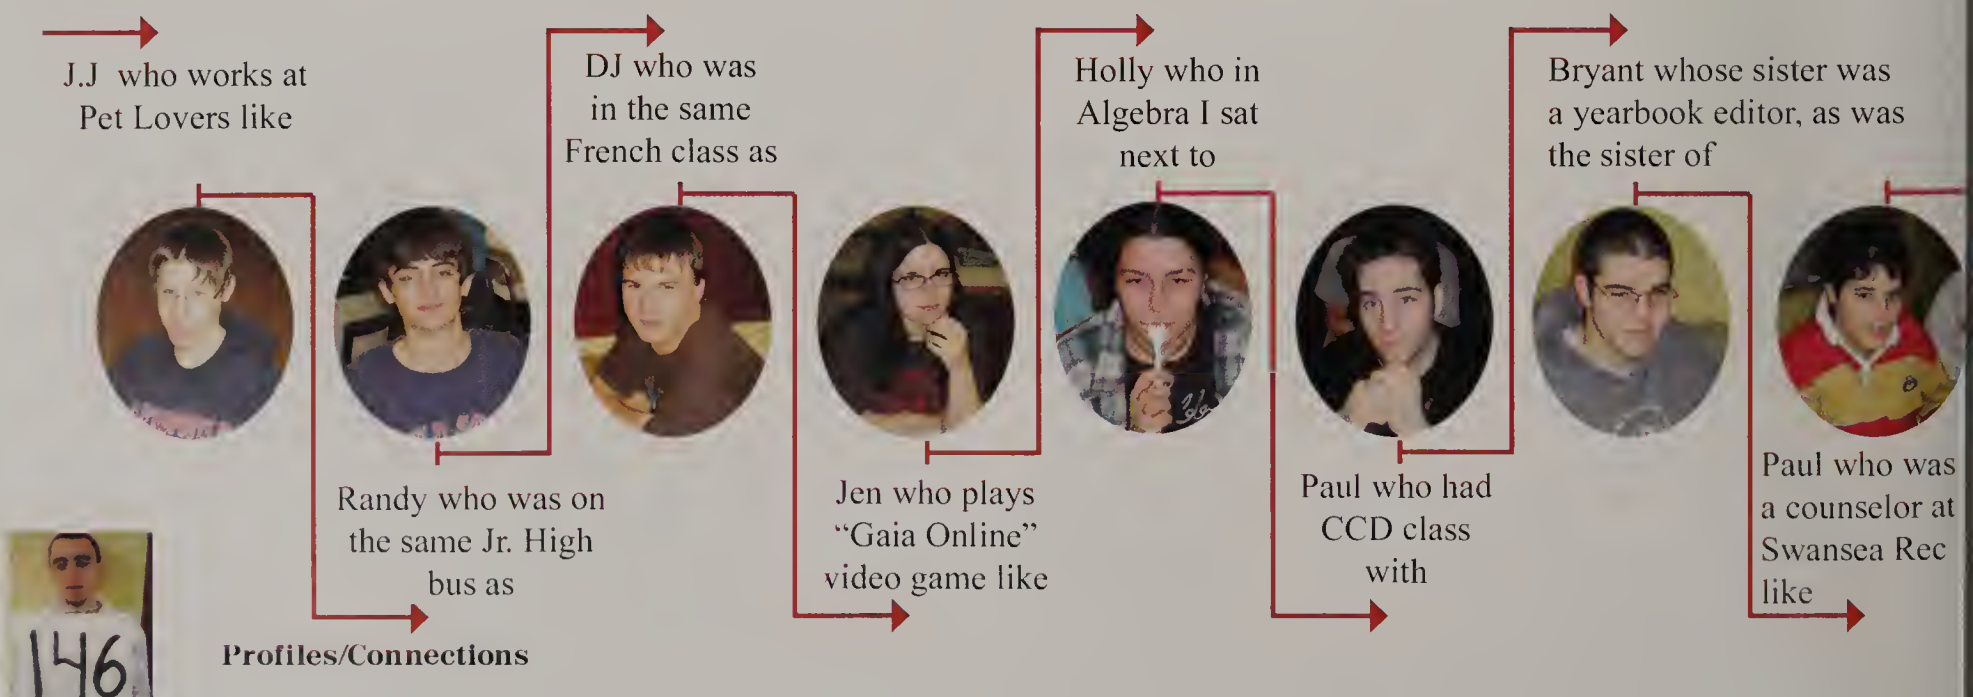 J.J who works at
Pet Lovers like
Randy who was on
the same Jr. High
bus as
DJ who was
in the same
French class as
Jen who plays
“Gaia Online”
video game like
Holly who in
Algebra I sat
next to
Paul who had
CCD class
with
Bryant whose sister was
a yearbook editor, as was
the sister of
Paul who was
a counselor at
Swansea Rec
like
146
Profiles/Connections